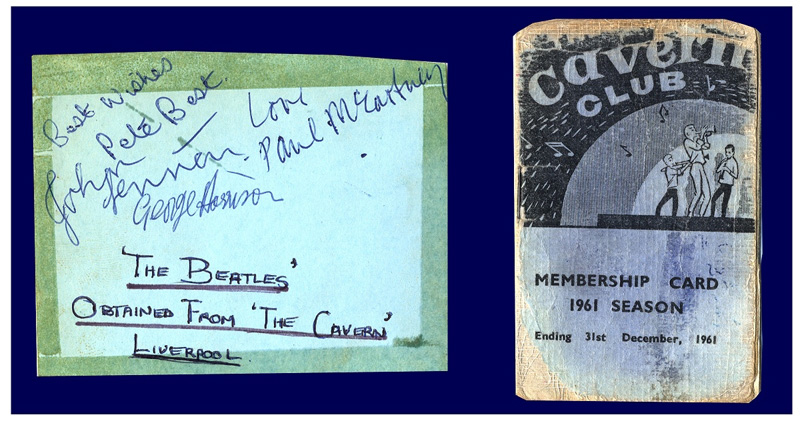 Best Wishes
Pete Best.
Love
Paul McCartney
John
Lennon.
George Harrison
'THE BEATLES'
OBTAINED FROM 'THE CAVERN'
LIVERPOOL
cavern
CLUB
MEMBERSHIP CARD
1961 SEASON
Ending 31st December, 1961